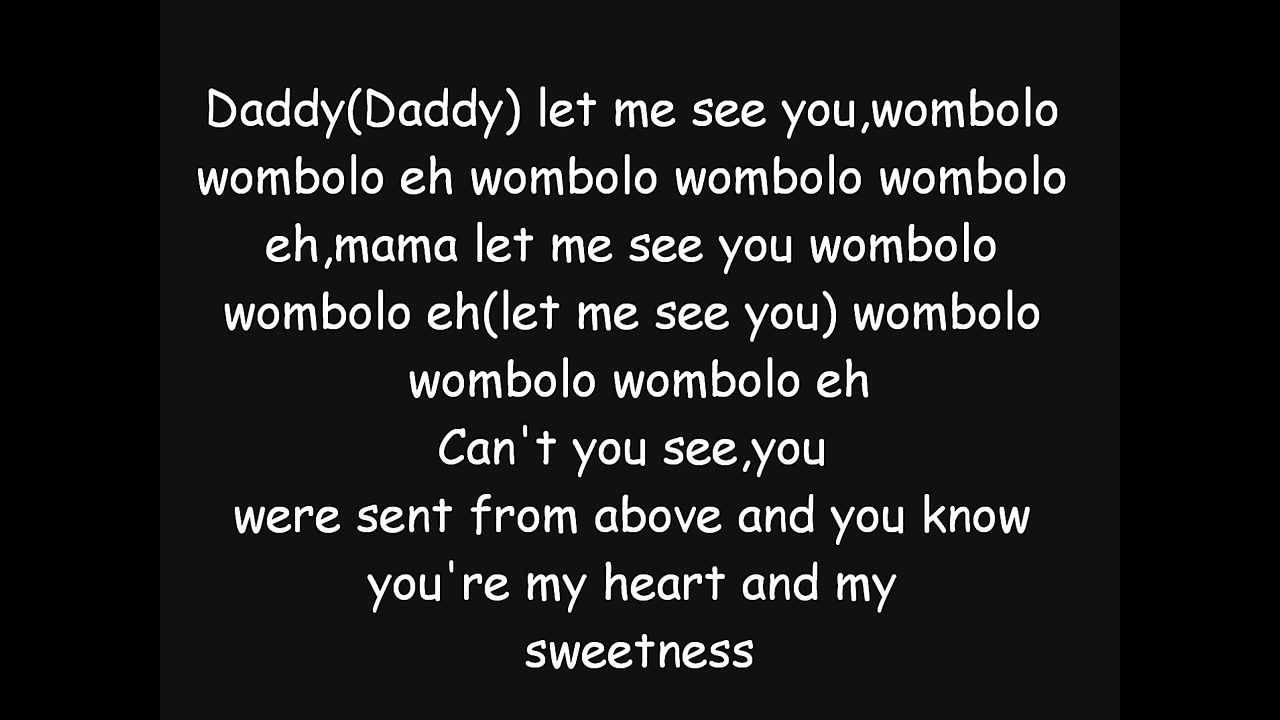 Daddy(Daddy) let me see you,wombolo
wombolo eh wombolo wombolo wombolo
eh,mama let me see you wombolo
wombolo eh(let me see you) wombolo
wombolo wombolo eh
Can't you see,you
were sent from above and you know
you're my heart and my
sweetness